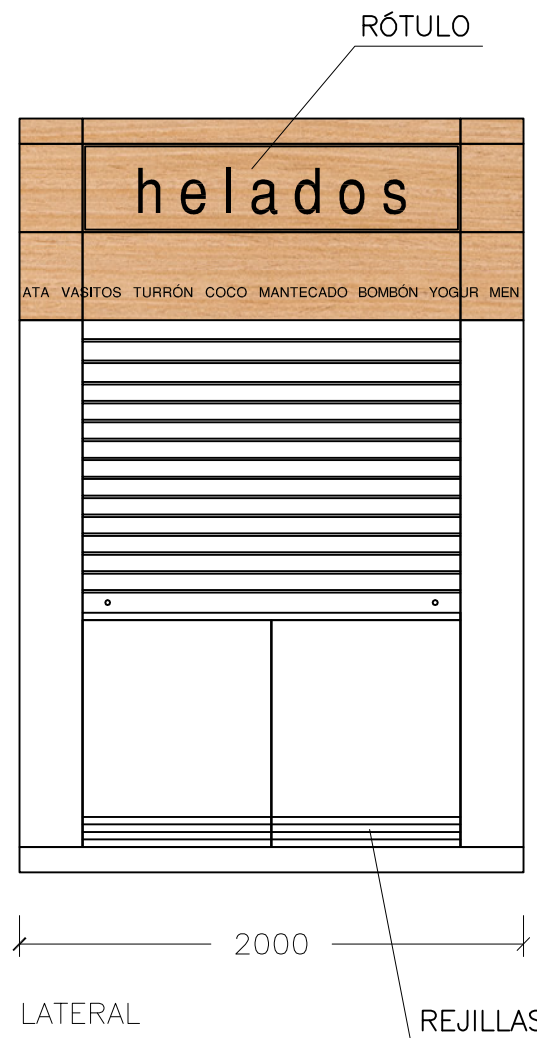 RÓTULO
helados
ATA VASITOS TURRÓN COCO MANTECADO BOMBÓN YOGUR MEN
2000
LATERAL
REJILLAS